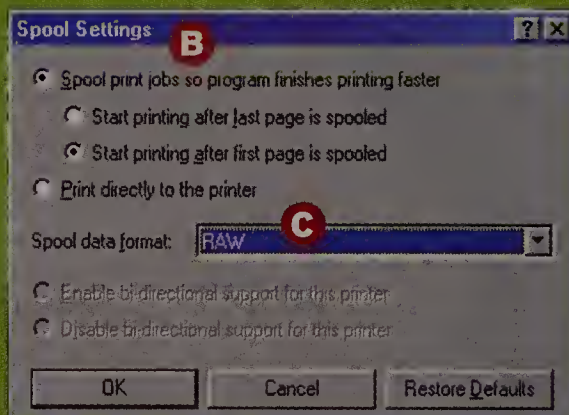 Spool Settings
B
Spool print jobs so program finishes printing faster
Start printing after last page is spooled
Start printing after first page is spooled
Print directly to the printer
C
Spool data format: RAW
Enable bi-directional support for this printer
Disable bi-directional support for this printer
OK Cancel Restore Defaults